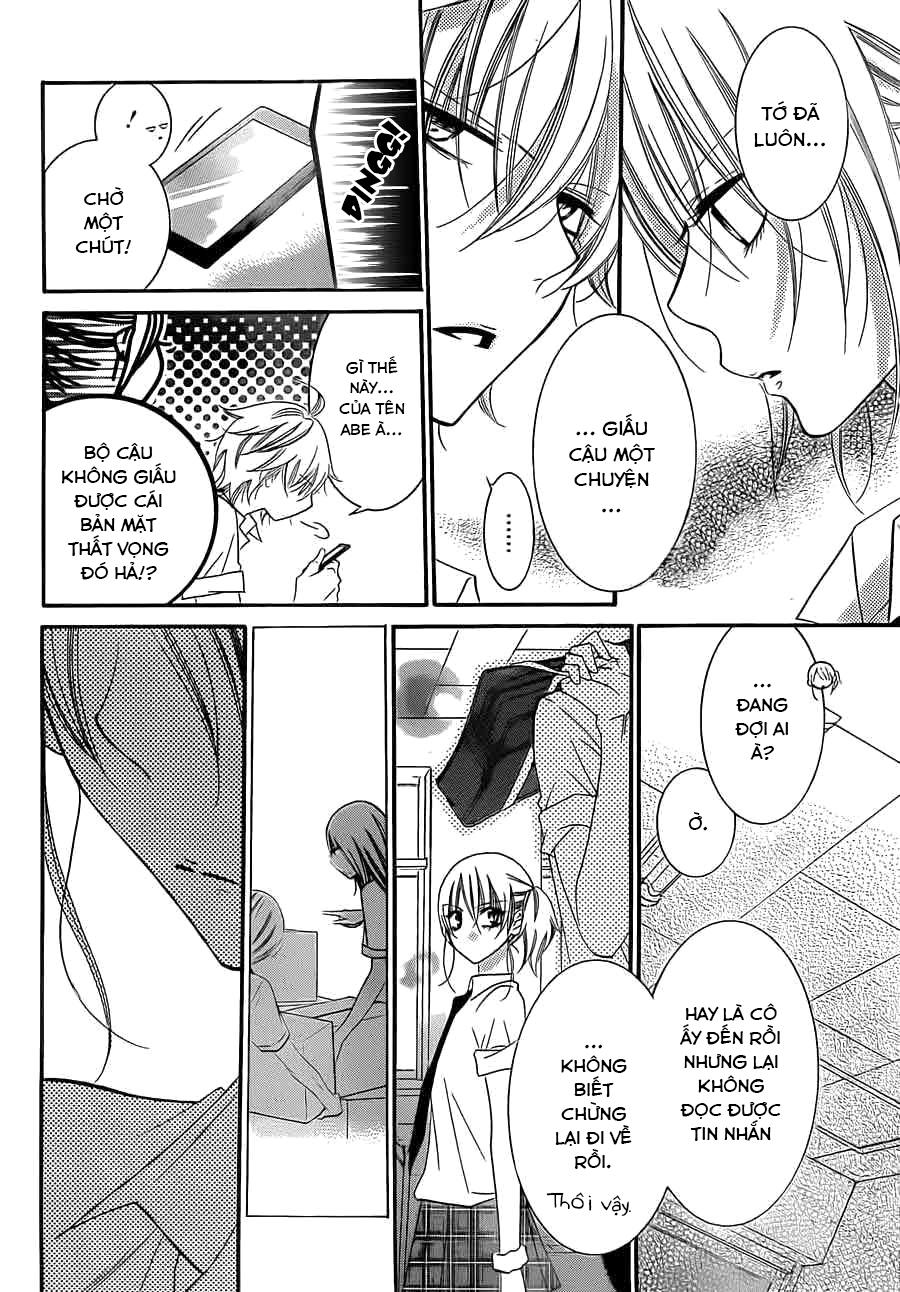 TỚ ĐÃ
LUÔN...
... GIẤU
CẬU MỘT
CHUYỆN
...
.......
DINGG!
!
CHỜ
MỘT
CHÚT!
GÌ THẾ
NÀY...
CỦA TÊN
ABE À...
BỘ CẬU
KHÔNG GIẤU
ĐƯỢC CÁI
BẢN MẶT
THẤT VỌNG
ĐÓ HẢ!?
...
ĐANG
ĐỢI AI
À?
Ờ.
HAY LÀ CÔ
ẤY ĐẾN RỒI
NHƯNG LẠI
KHÔNG
ĐỌC ĐƯỢC
TIN NHẮN
...
KHÔNG
BIẾT
CHỪNG
LẠI ĐI VỀ
RỒI.
Thôi vậy.